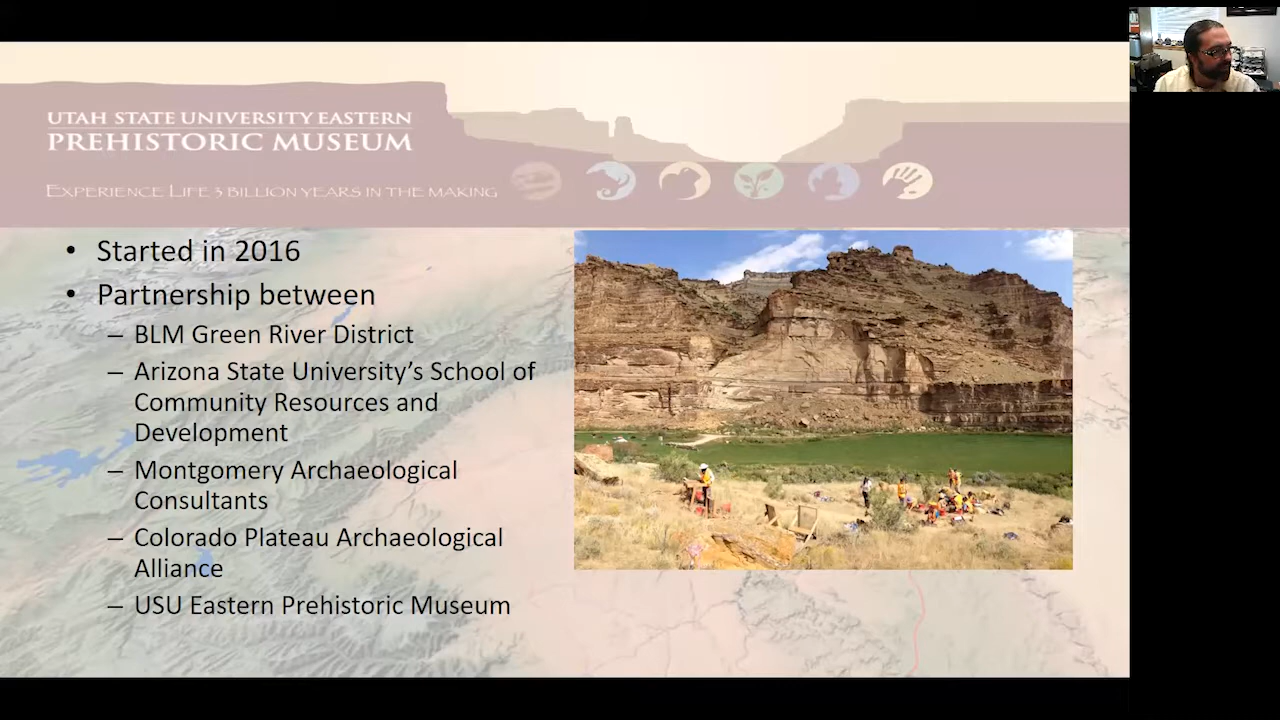 UTAH STATE UNIVERSITY EASTERN
PREHISTORIC MUSEUM
EXPERIENCE LIFE 3 BILLION YEARS IN THE MAKING
• Started in 2016
• Partnership between
– BLM Green River District
– Arizona State University’s School of
Community Resources and
Development
– Montgomery Archaeological
Consultants
– Colorado Plateau Archaeological
Alliance
– USU Eastern Prehistoric Museum